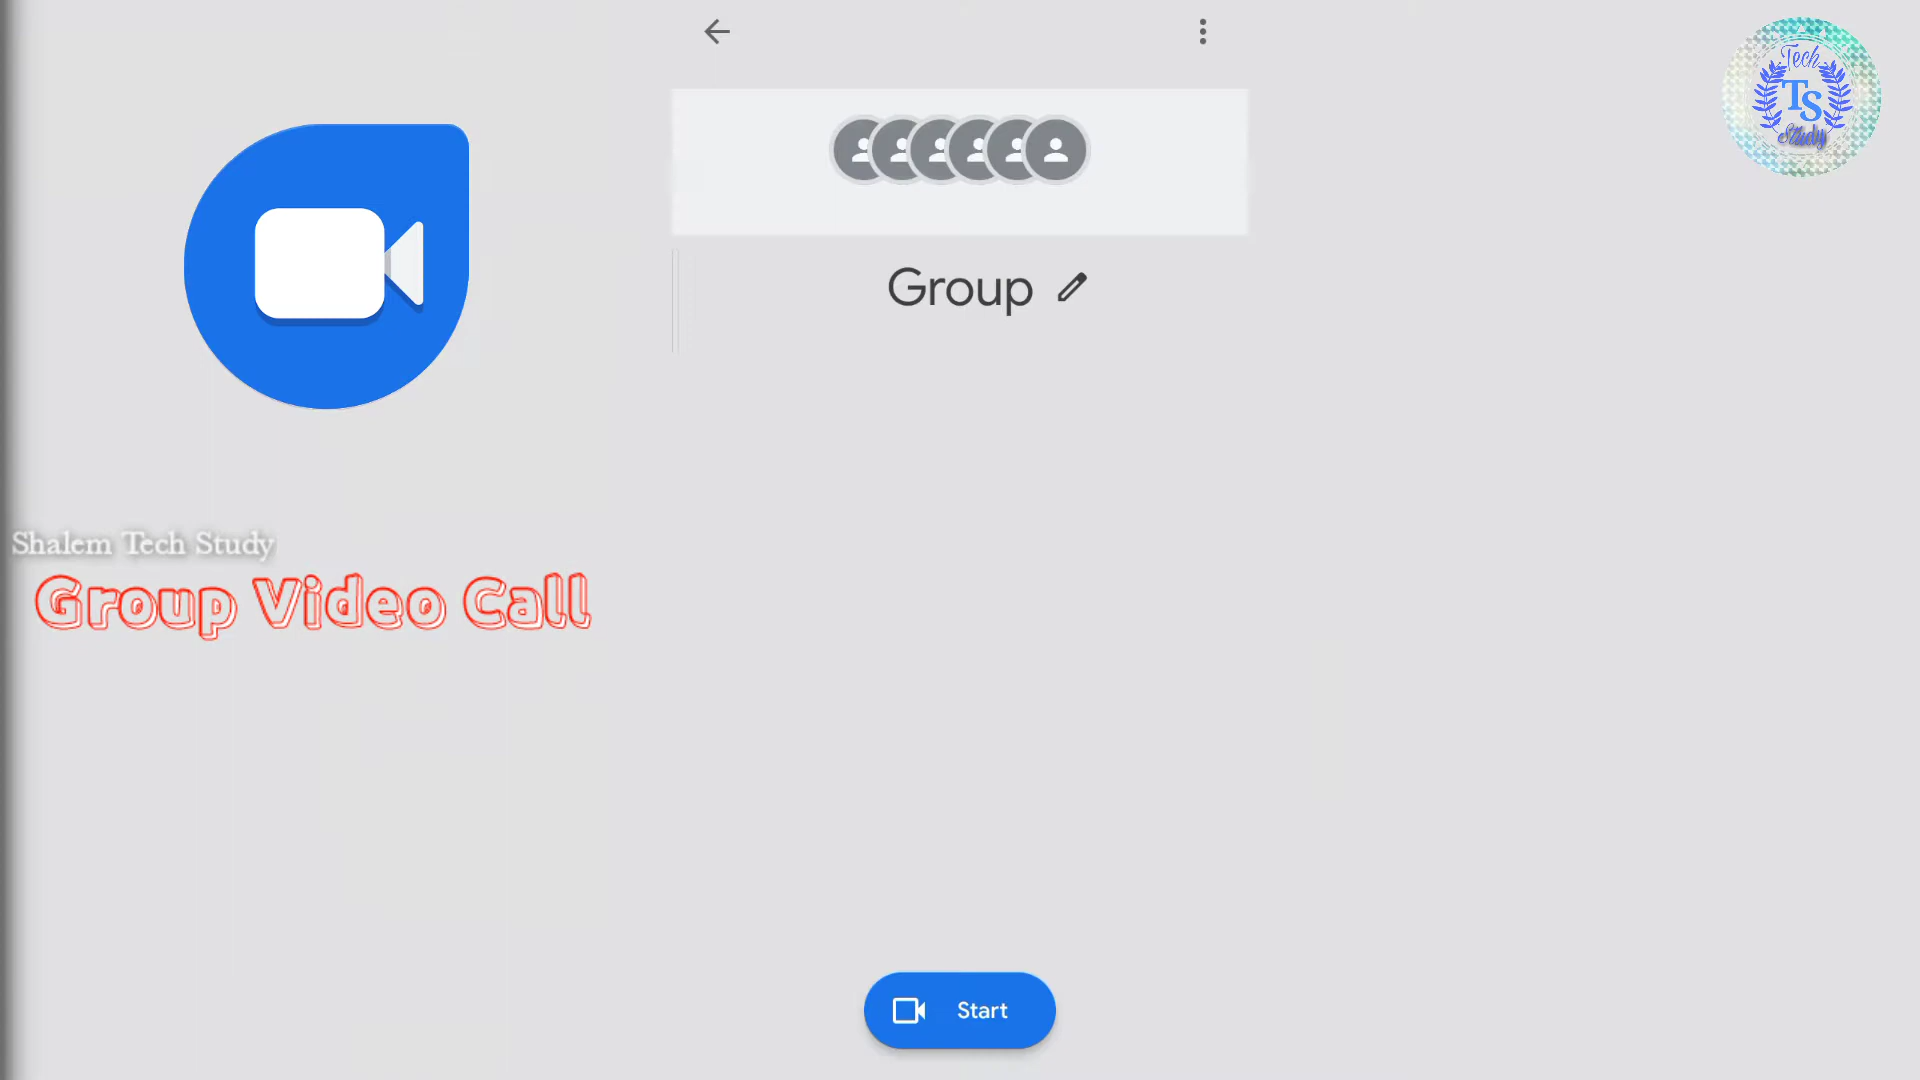 Tech
TS
Study
Group
Shalem Tech Study
Group Video Call
Start